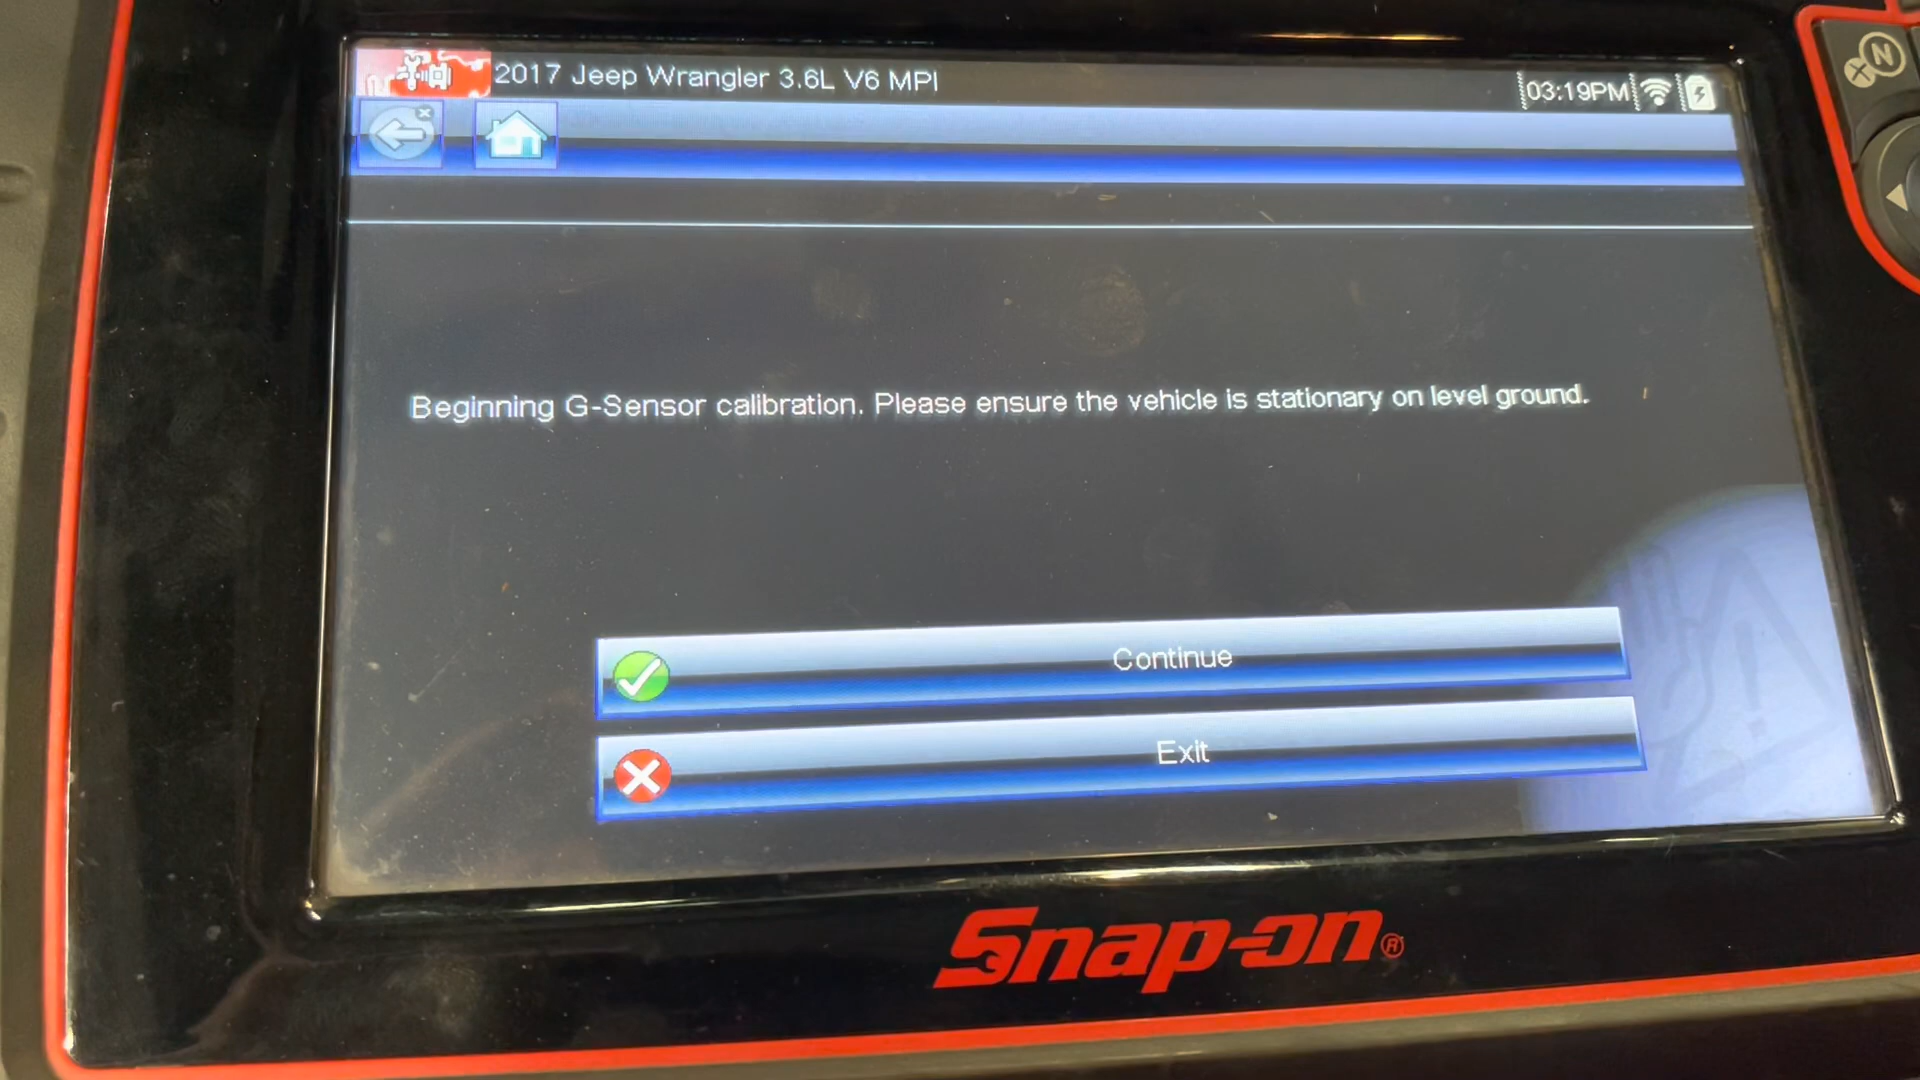 2017 Jeep Wrangler 3.6L V6 MPI
03:19PM
N
X
Beginning G-Sensor calibration. Please ensure the vehicle is stationary on level ground.
Continue
Exit
Snap-on®